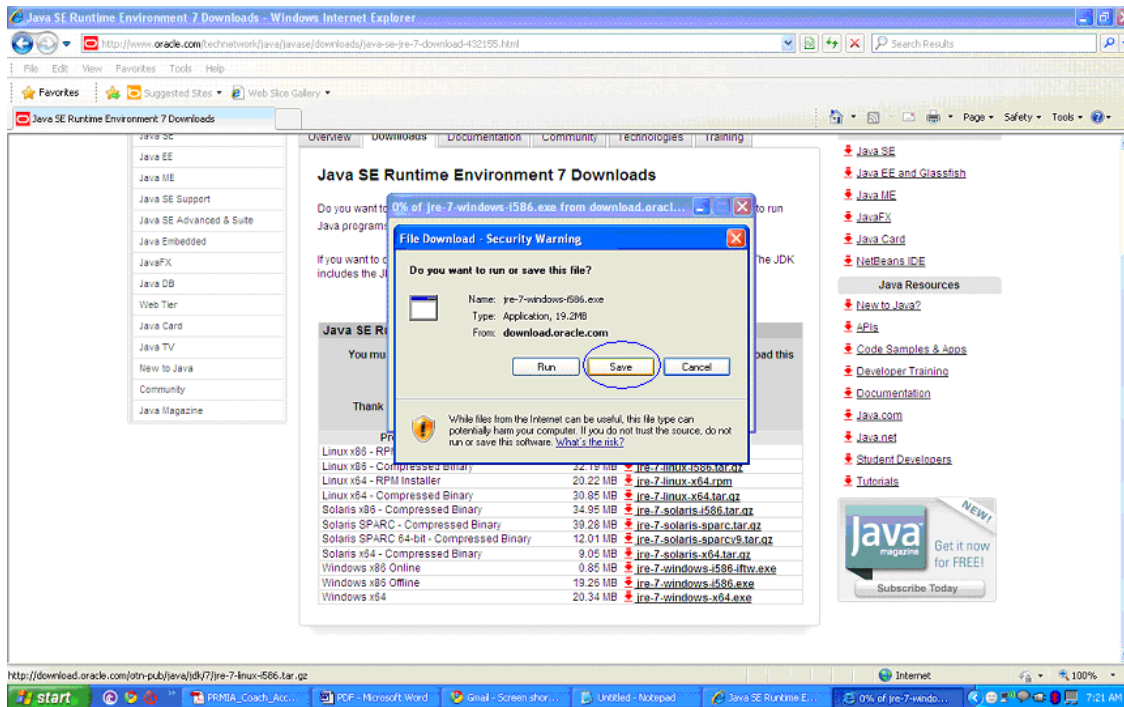 Java SE Runtime Environment 7 Downloads - Windows Internet Explorer
http://www.oracle.com/technetwork/java/javase/downloads/java-se-jre-7-download-432155.html
Search Results
File Edit View Favorites Tools Help
Favorites Suggested Sites Web Slice Gallery
Java SE Runtime Environment 7 Downloads
Page Safety Tools
Java SE
Java EE
Java ME
Java SE Support
Java SE Advanced & Suite
Java Embedded
JavaFX
Java DB
Web Tier
Java Card
Java TV
New to Java
Community
Java Magazine
Overview Downloads Documentation Community Technologies Training
Java SE Runtime Environment 7 Downloads
Do you want to to run
Java programs
If you want to he JDK
includes the
Java SE
You oad this
Thank
0% of jre-7-windows-i586.exe from download.oracl...
File Download - Security Warning
Do you want to run or save this file?
Name: jre-7-windows-i586.exe
Type: Application, 19.2MB
From: download.oracle.com
Run Save Cancel
While files from the Internet can be useful, this file type can
potentially harm your computer. If you do not trust the source, do not
run or save this software. What's the risk?
Linux x86 - RPM
Linux x86 - Compressed Binary 32.19 MB jre-7-linux-i586.tar.gz
Linux x64 - RPM Installer 20.22 MB jre-7-linux-x64.rpm
Linux x64 - Compressed Binary 30.85 MB jre-7-linux-x64.tar.gz
Solaris x86 - Compressed Binary 34.95 MB jre-7-solaris-i586.tar.gz
Solaris SPARC - Compressed Binary 39.28 MB jre-7-solaris-sparc.tar.gz
Solaris SPARC 64-bit - Compressed Binary 12.01 MB jre-7-solaris-sparcv9.tar.gz
Solaris x64 - Compressed Binary 9.05 MB jre-7-solaris-x64.tar.gz
Windows x86 Online 0.85 MB jre-7-windows-i586-iftw.exe
Windows x86 Offline 19.26 MB jre-7-windows-i586.exe
Windows x64 20.34 MB jre-7-windows-x64.exe
Java SE
Java EE and Glassfish
Java ME
JavaFX
Java Card
NetBeans IDE
Java Resources
New to Java?
APIs
Code Samples & Apps
Developer Training
Documentation
Java.com
Java.net
Student Developers
Tutorials
NEW!
Java
magazine
Get it now
for FREE!
Subscribe Today
http://download.oracle.com/otn-pub/java/jdk/7/jre-7-linux-i586.tar.gz
Internet 100%
start PRMIA_Coach_Acc... PDF - Microsoft Word Gmail - Screen shor... Untitled - Notepad Java SE Runtime E... 0% of jre-7-windo... 7:21 AM